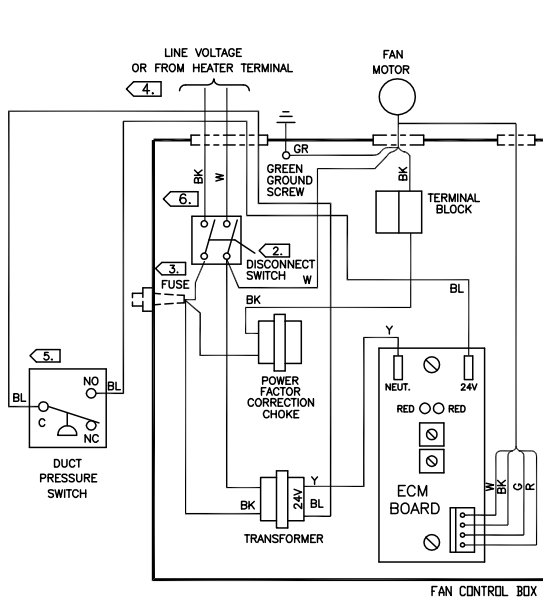 LINE VOLTAGE
OR FROM HEATER TERMINAL
FAN
MOTOR
4.
GR
GREEN
GROUND
SCREW
BK
W
BK
6.
TERMINAL
BLOCK
2.
DISCONNECT
SWITCH
3.
FUSE
W
BK
BL
Y
5.
BL
NO
BL
C
NC
DUCT
PRESSURE
SWITCH
POWER
FACTOR
CORRECTION
CHOKE
NEUT.
24V
RED
RED
W
BK
G
R
ECM
BOARD
Y
24V
BL
BK
TRANSFORMER
FAN CONTROL BOX